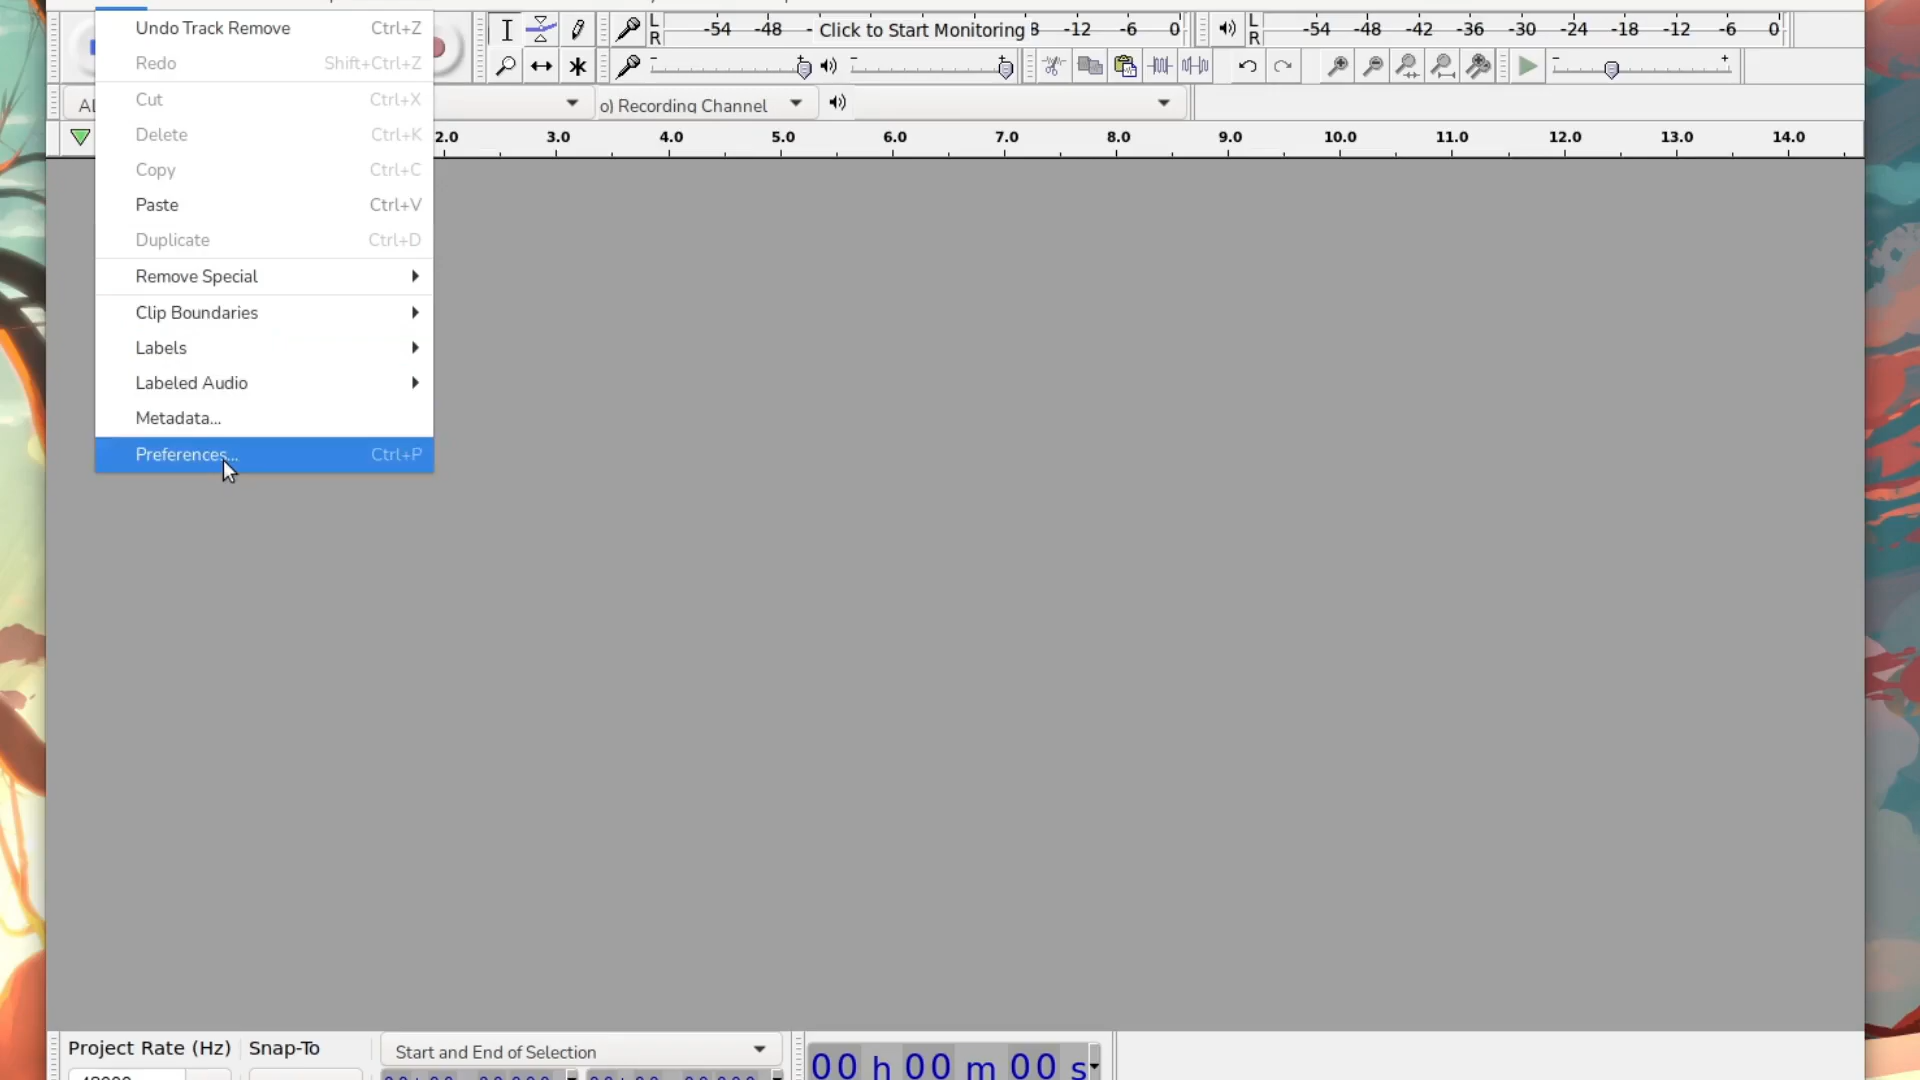 Undo Track Remove Ctrl+Z
Redo Shift+Ctrl+Z
Cut Ctrl+X
Delete Ctrl+K
Copy Ctrl+C
Paste Ctrl+V
Duplicate Ctrl+D
Remove Special
Clip Boundaries
Labels
Labeled Audio
Metadata...
Preferences... Ctrl+P
L R -54 -48 - Click to Start Monitoring 8 -12 -6 0
L R -54 -48 -42 -36 -30 -24 -18 -12 -6 0
- + - +
AL o) Recording Channel
2.0 3.0 4.0 5.0 6.0 7.0 8.0 9.0 10.0 11.0 12.0 13.0 14.0
Project Rate (Hz) Snap-To Start and End of Selection
00 h 00 m 00 s